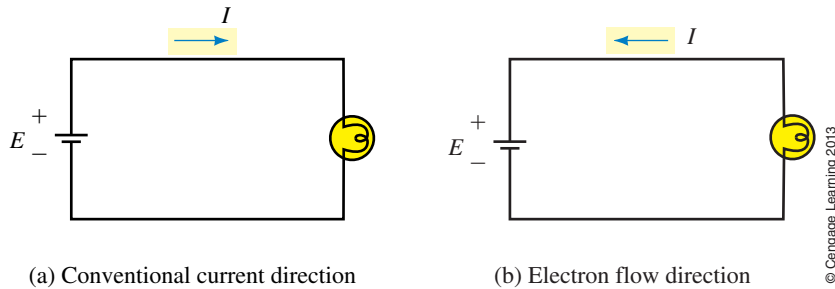 I
I
+
E
−
+
E
−
(a) Conventional current direction
(b) Electron flow direction
© Cengage Learning 2013